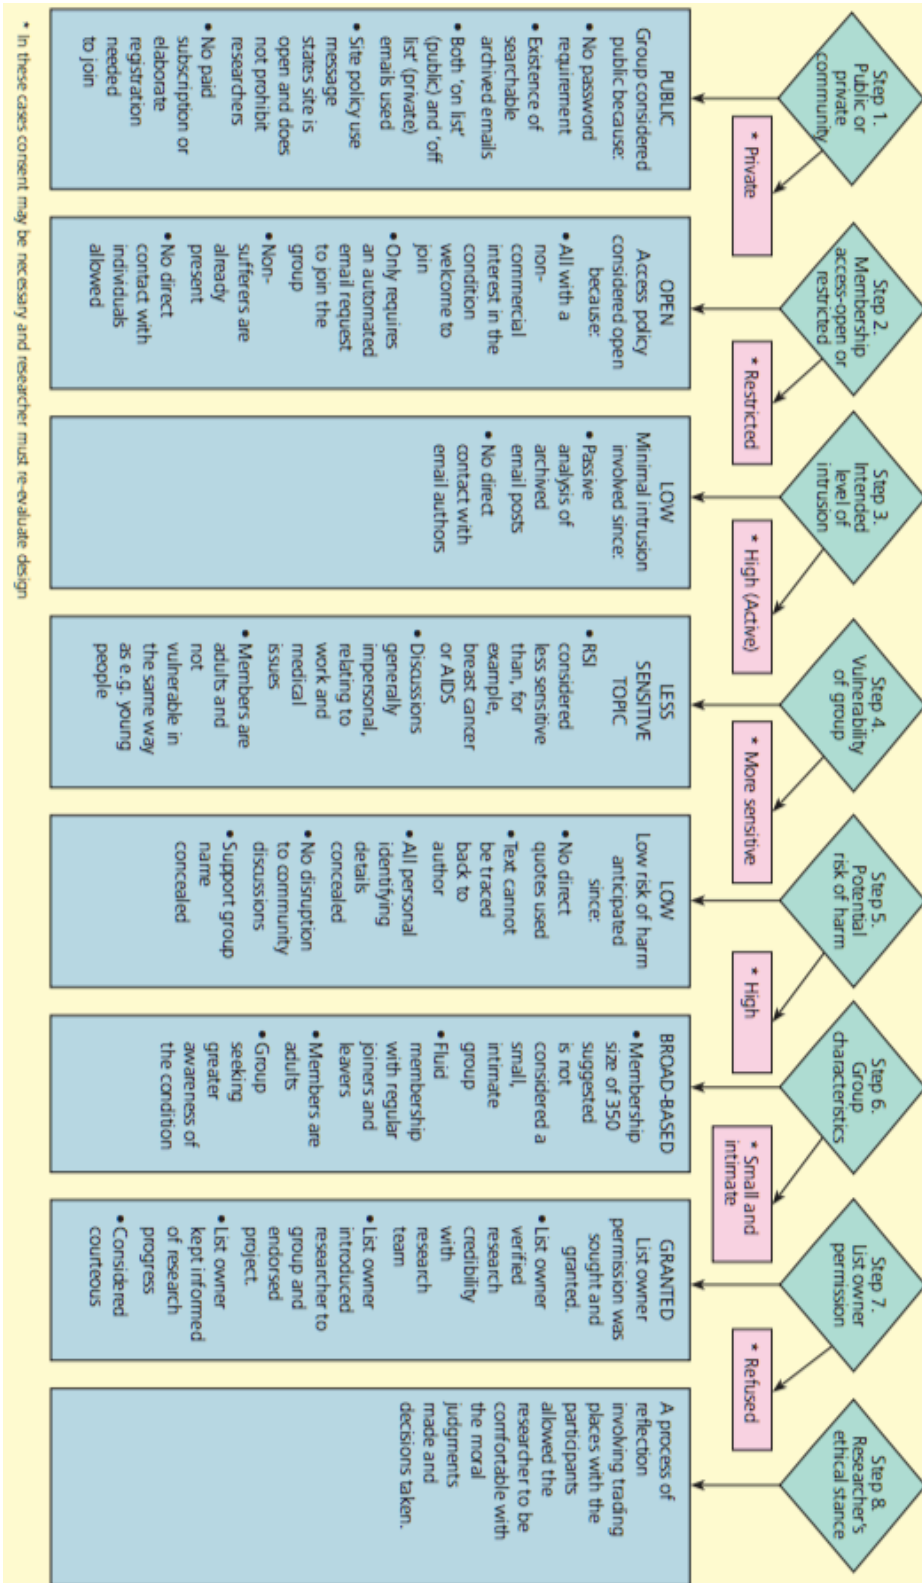 Step 1.
Public or
private
community
* Private
PUBLIC
Group considered
public because:
• No password
requirement
• Existence of
searchable
archived emails
• Both ‘on list’
(public) and ‘off
list’ (private)
emails used
• Site policy use
message
states site is
open and does
not prohibit
researchers
• No paid
subscription or
elaborate
registration
needed
to join
Step 2.
Membership
access-open or
restricted
* Restricted
OPEN
Access policy
considered open
because:
• All with a
non-
commercial
interest in the
condition
welcome to
join
• Only requires
an automated
email request
to join the
group
• Non-
sufferers are
already
present
• No direct
contact with
individuals
allowed
Step 3.
Intended
level of
intrusion
* High (Active)
LOW
Minimal intrusion
involved since:
• Passive
analysis of
archived
email posts
• No direct
contact with
email authors
Step 4.
Vulnerability
of group
* More sensitive
LESS
SENSITIVE
TOPIC
• RSI
considered
less sensitive
than, for
example,
breast cancer
or AIDS
• Discussions
generally
impersonal,
relating to
work and
medical
issues
• Members are
adults and
not
vulnerable in
the same way
as e.g. young
people
Step 5.
Potential
risk of harm
* High
LOW
Low risk of harm
anticipated
since:
• No direct
quotes used
• Text cannot
be traced
back to
author
• All personal
identifying
details
concealed
• No disruption
to community
discussions
• Support group
name
concealed
Step 6.
Group
characteristics
* Small and
intimate
BROAD-BASED
• Membership
size of 350
suggested
is not
considered a
small,
intimate
group
• Fluid
membership
with regular
joiners and
leavers
• Members are
adults
• Group
seeking
greater
awareness of
the condition
Step 7.
List owner
permission
* Refused
GRANTED
List owner
permission was
sought and
granted.
• List owner
verified
research
credibility
with
research
team
• List owner
introduced
researcher to
group and
endorsed
project.
• List owner
kept informed
of research
progress
• Considered
courteous
Step 8.
Researcher’s
ethical stance
A process of
reflection
involving trading
places with the
participants
allowed the
researcher to be
comfortable with
the moral
judgments
made and
decisions taken.
* In these cases consent may be necessary and researcher must re-evaluate design